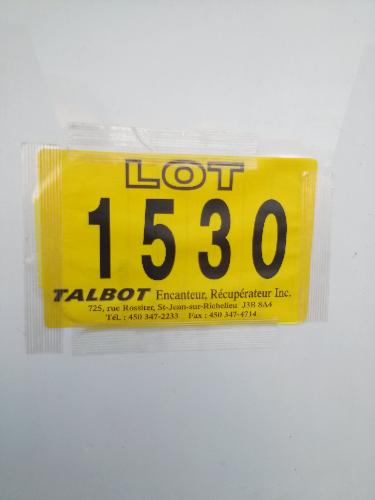 LOT
1530
TALBOT Encanteur, Récupérateur Inc.
725, rue Rossiter, St-Jean-sur-Richelieu J3B 8A4
Tél. : 450 347-2233 Fax : 450 347-4714